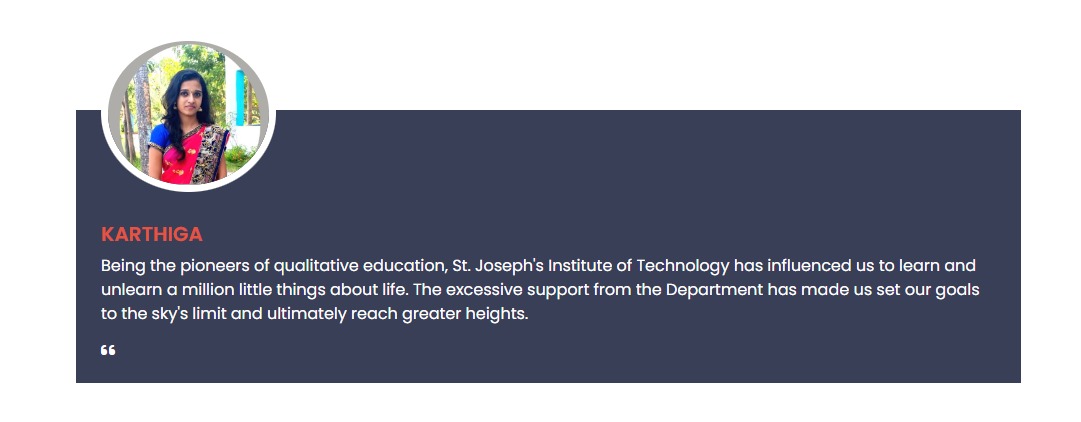 KARTHIGA
Being the pioneers of qualitative education, St. Joseph's Institute of Technology has influenced us to learn and
unlearn a million little things about life. The excessive support from the Department has made us set our goals
to the sky's limit and ultimately reach greater heights.
“